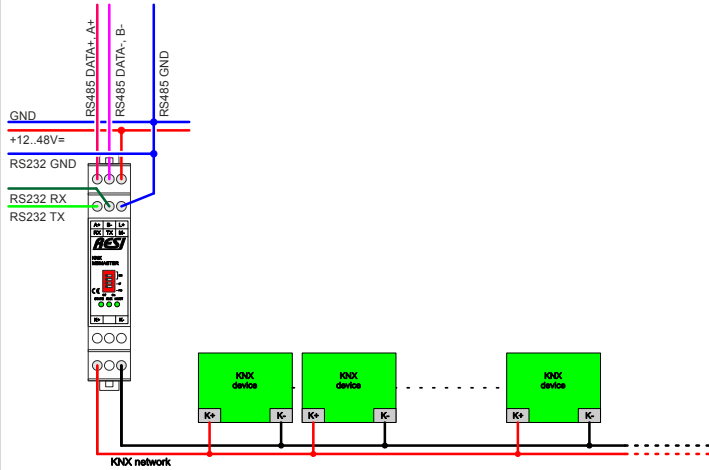 RS485 DATA+, A+
RS485 DATA-, B-
RS485 GND
GND
+12..48V=
RS232 GND
RS232 RX
RS232 TX
A+ B- L+
RX TX M-
RESI
KNX
CE
K+ K-
KNX
device
KNX
device
KNX
device
K+ K-
K+ K-
K+ K-
KNX network